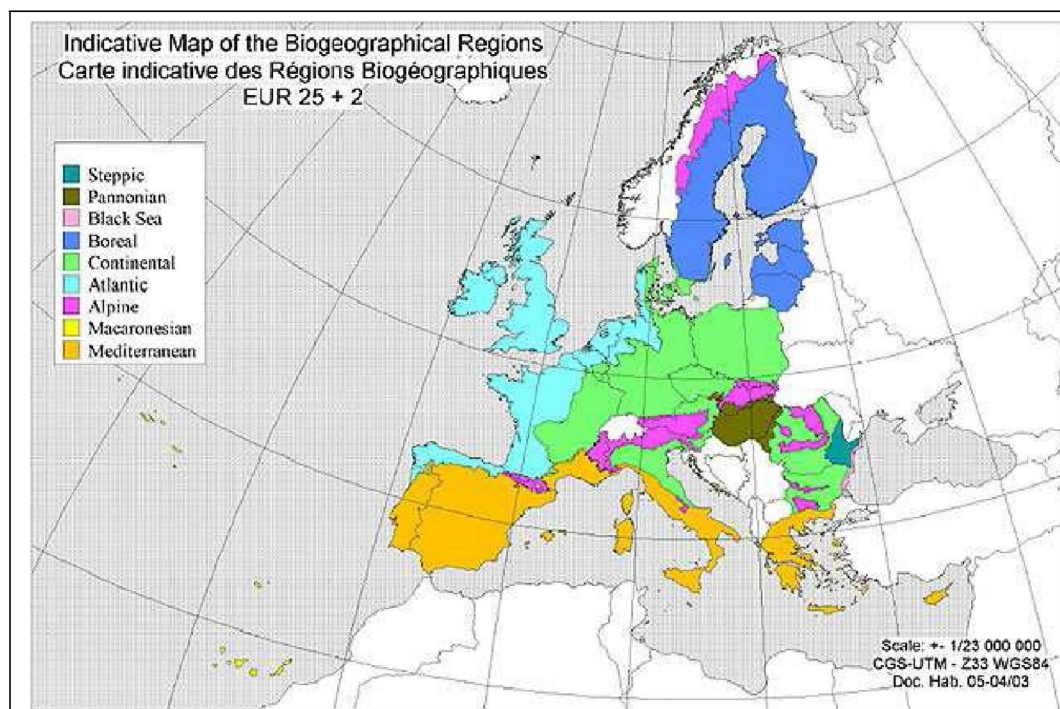 Indicative Map of the Biogeographical Regions
Carte indicative des Régions Biogéographiques
EUR 25 + 2
Steppic
Pannonian
Black Sea
Boreal
Continental
Atlantic
Alpine
Macaronesian
Mediterranean
Scale: +- 1/23 000 000
CGS-UTM - Z33 WGS84
Doc. Hab. 05-04/03